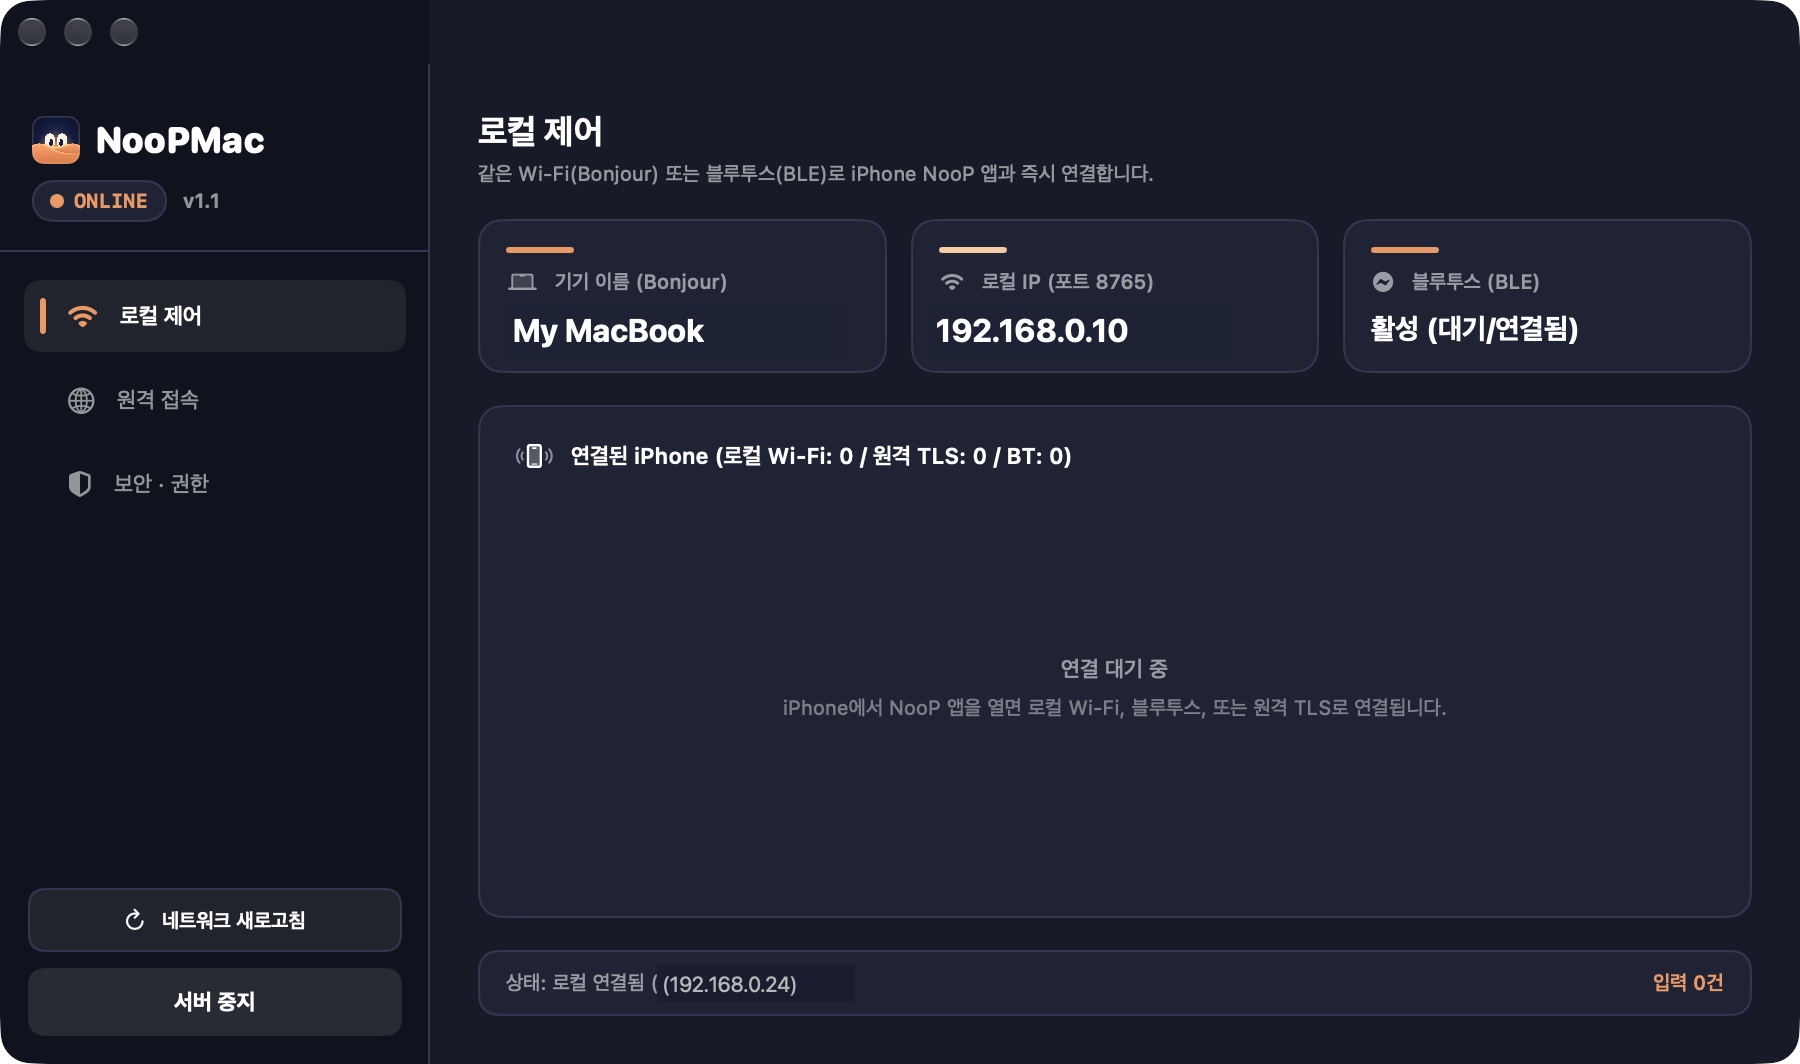 NooPMac
ONLINE
v1.1
로컬 제어
원격 접속
보안 · 권한
네트워크 새로고침
서버 중지
로컬 제어
같은 Wi-Fi(Bonjour) 또는 블루투스(BLE)로 iPhone NooP 앱과 즉시 연결합니다.
기기 이름 (Bonjour)
My MacBook
로컬 IP (포트 8765)
192.168.0.10
블루투스 (BLE)
활성 (대기/연결됨)
연결된 iPhone (로컬 Wi-Fi: 0 / 원격 TLS: 0 / BT: 0)
연결 대기 중
iPhone에서 NooP 앱을 열면 로컬 Wi-Fi, 블루투스, 또는 원격 TLS로 연결됩니다.
상태: 로컬 연결됨 ( (192.168.0.24)
입력 0건